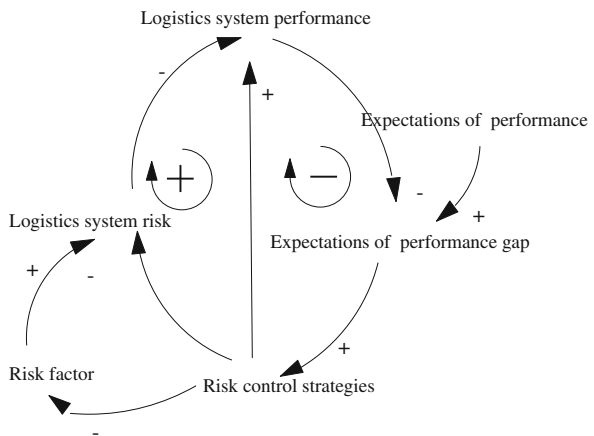 Logistics system performance
-
+
Expectations of  performance
+
−
-
+
Logistics system risk
Expectations of  performance gap
+
-
+
Risk factor
Risk control strategies
-